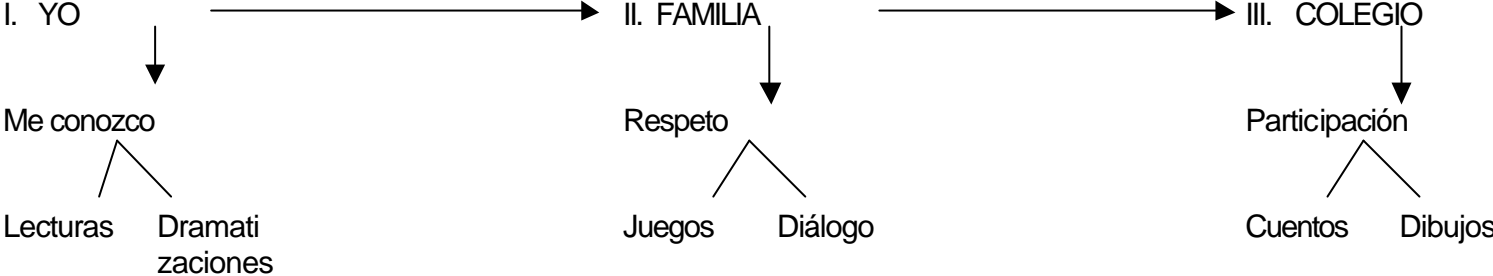 I. YO II. FAMILIA III. COLEGIO
Me conozco Respeto Participación
Lecturas Dramati Juegos Diálogo Cuentos Dibujos
zaciones